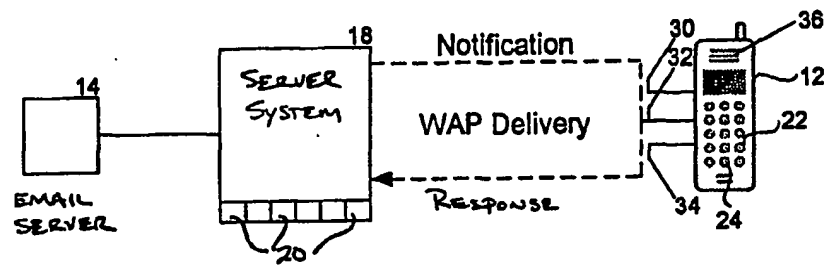 14
EMAIL
SERVER
18
SERVER
SYSTEM
20
Notification
WAP Delivery
RESPONSE
30
32
34
36
12
22
24